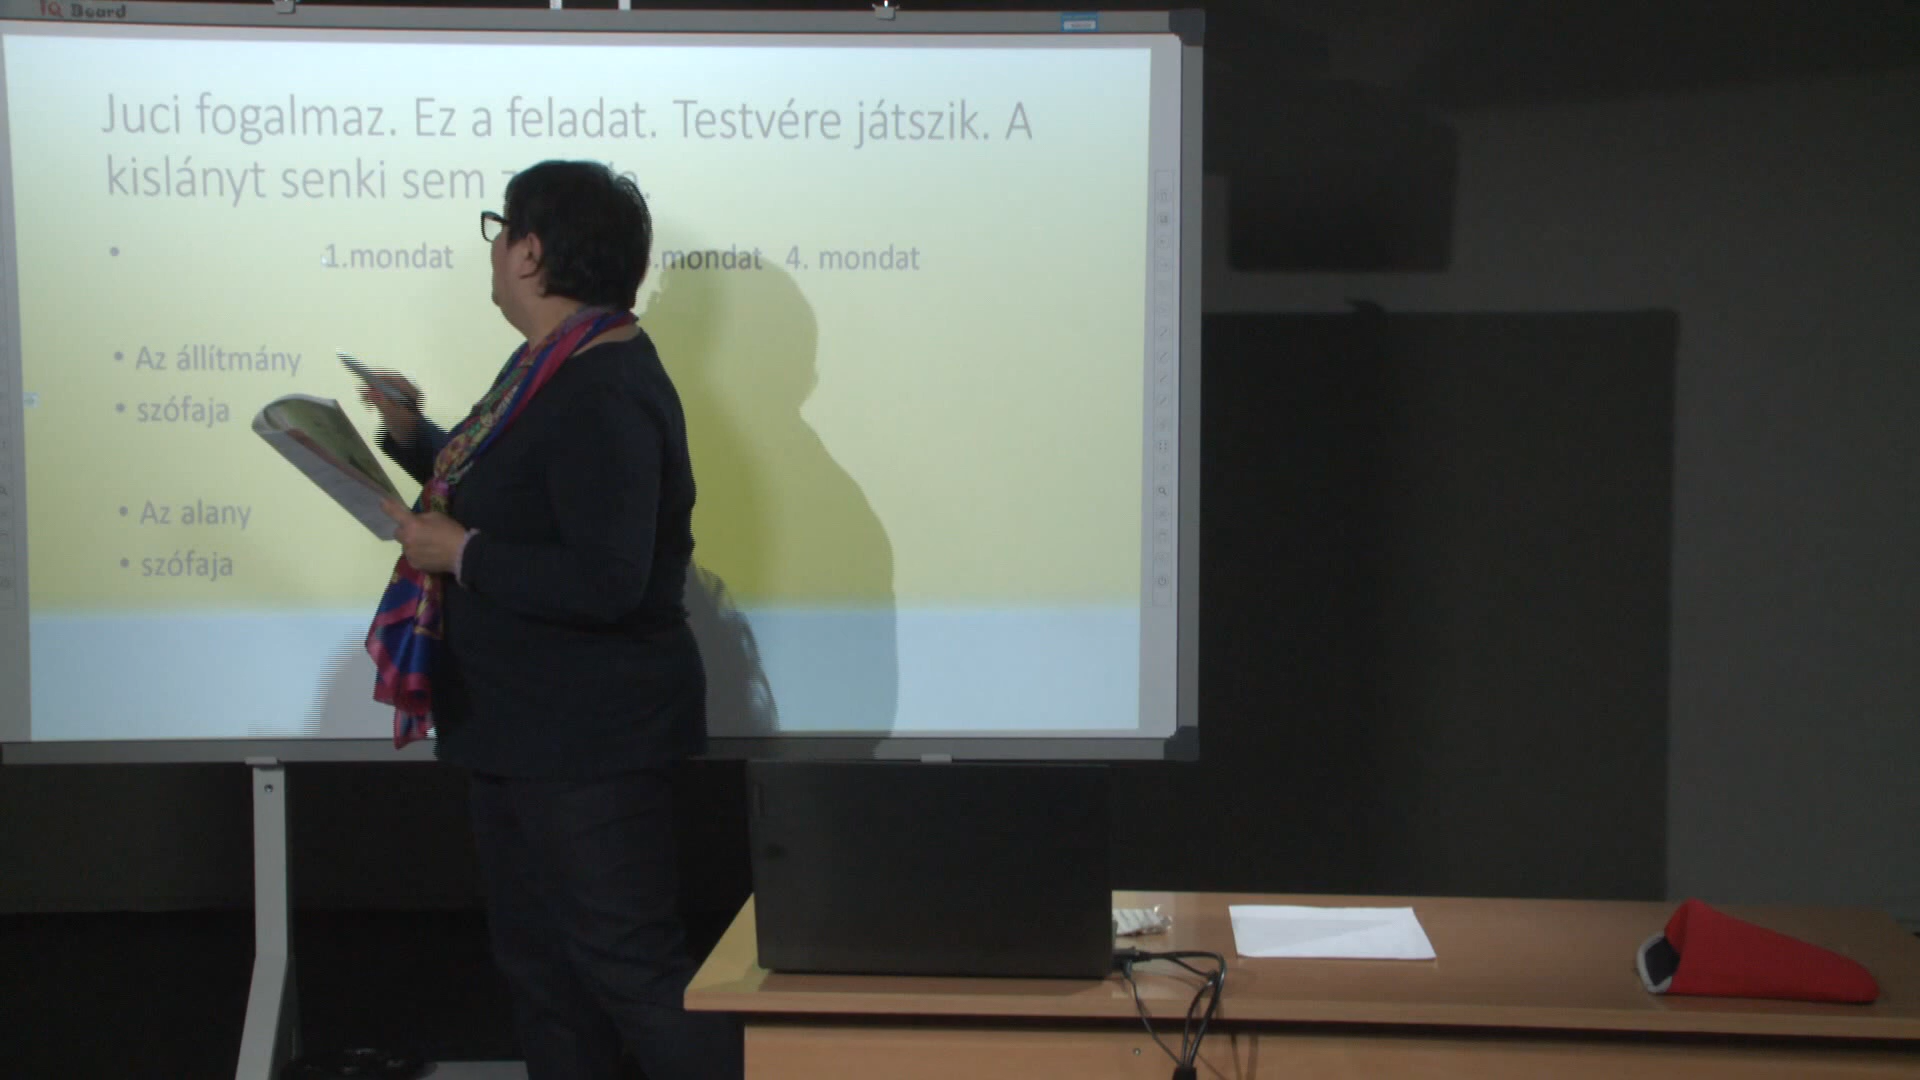 IQ Board
Juci fogalmaz. Ez a feladat. Testvére játszik. A
kislányt senki sem
1.mondat .mondat 4. mondat
• Az állítmány
• szófaja
• Az alany
• szófaja